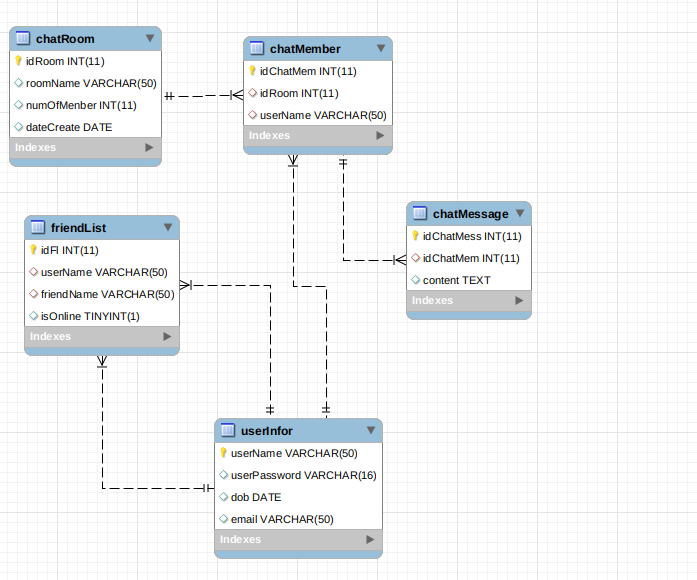 chatRoom
idRoom INT(11)
roomName VARCHAR(50)
numOfMenber INT(11)
dateCreate DATE
Indexes
chatMember
idChatMem INT(11)
idRoom INT(11)
userName VARCHAR(50)
Indexes
friendList
idFl INT(11)
userName VARCHAR(50)
friendName VARCHAR(50)
isOnline TINYINT(1)
Indexes
chatMessage
idChatMess INT(11)
idChatMem INT(11)
content TEXT
Indexes
userInfor
userName VARCHAR(50)
userPassword VARCHAR(16)
dob DATE
email VARCHAR(50)
Indexes